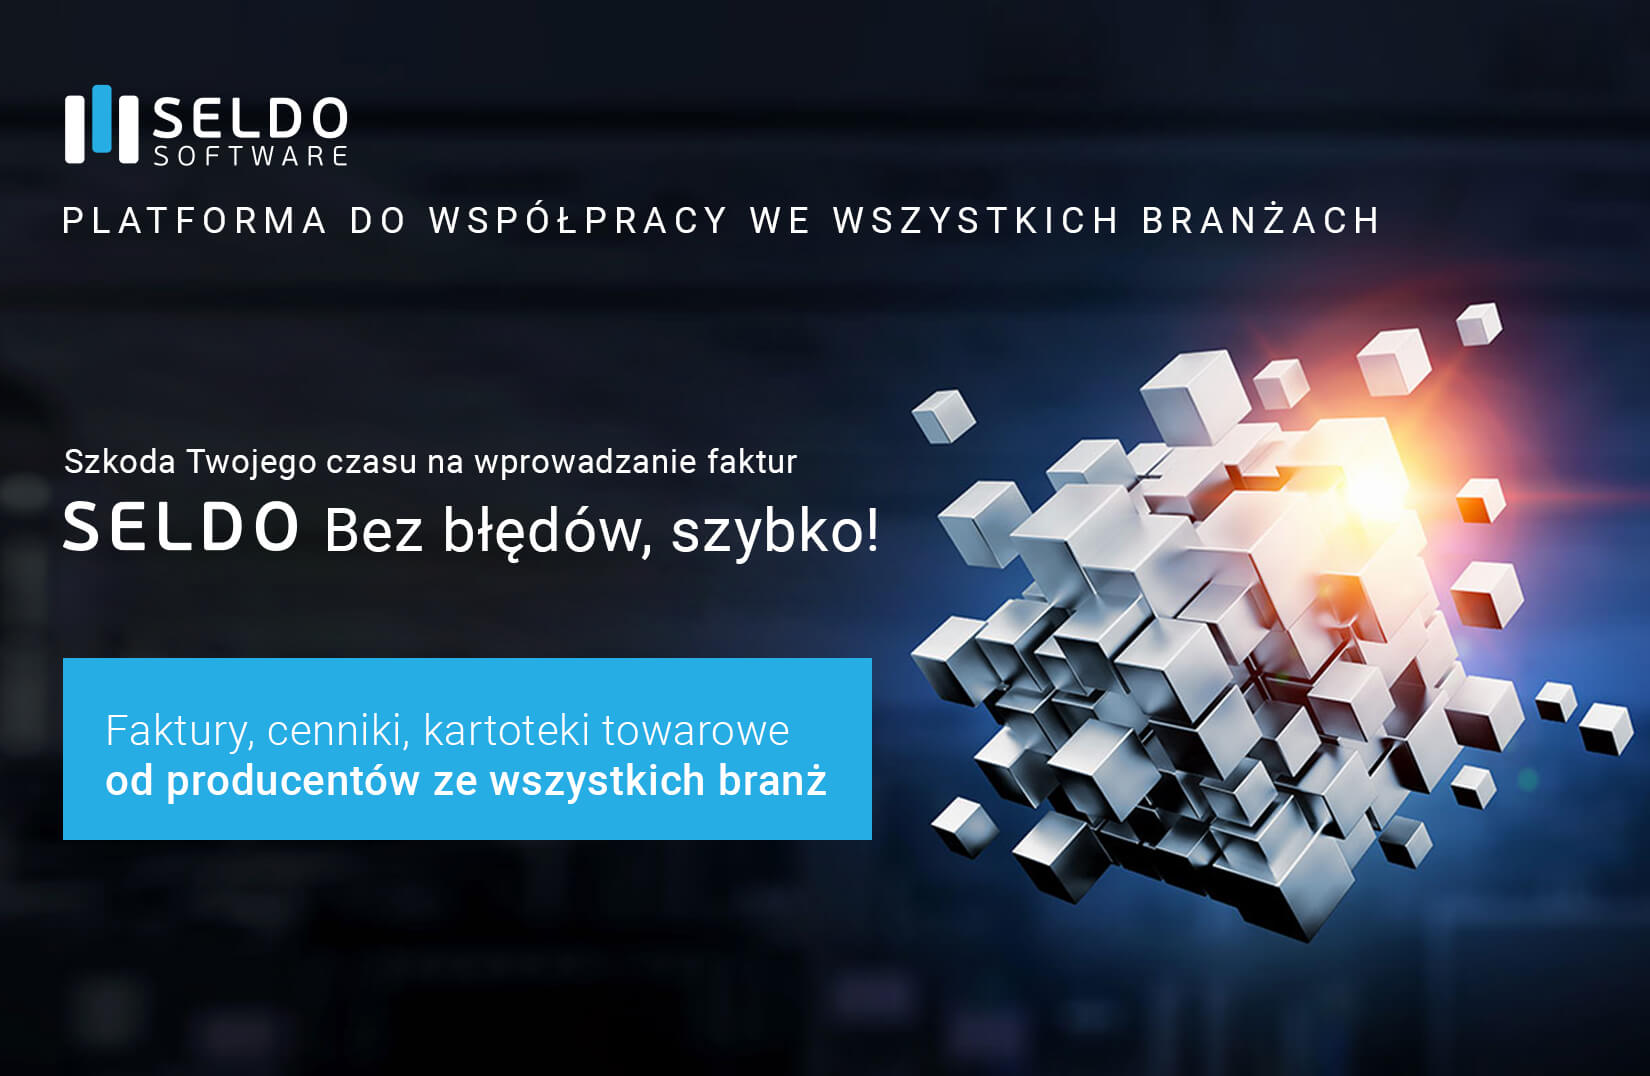 SELDO
SOFTWARE
PLATFORMA DO WSPÓŁPRACY WE WSZYSTKICH BRANŻACH
Szkoda Twojego czasu na wprowadzanie faktur
SELDO Bez błędów, szybko!
Faktury, cenniki, kartoteki towarowe
od producentów ze wszystkich branż